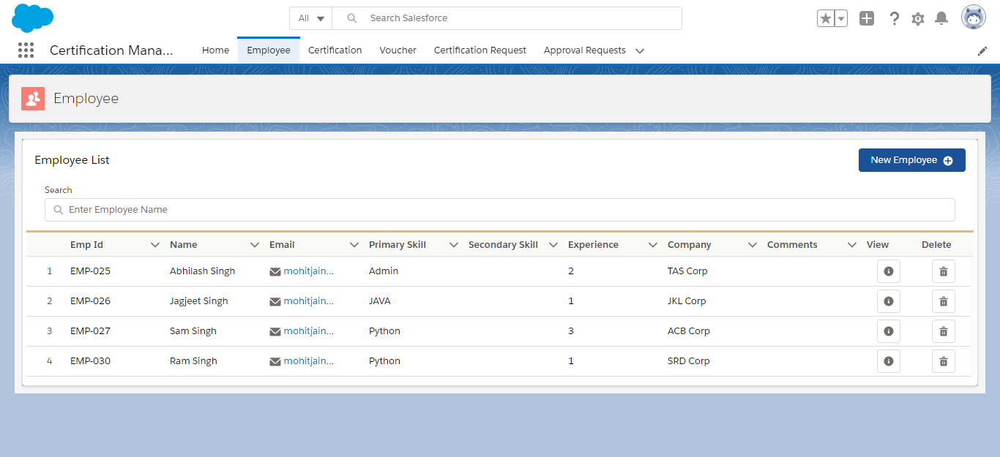 All Search Salesforce
Certification Mana... Home Employee Certification Voucher Certification Request Approval Requests
Employee
Employee List New Employee
Search
Enter Employee Name
Emp Id Name Email Primary Skill Secondary Skill Experience Company Comments View Delete
1 EMP-025 Abhilash Singh mohitjain... Admin 2 TAS Corp
2 EMP-026 Jagjeet Singh mohitjain... JAVA 1 JKL Corp
3 EMP-027 Sam Singh mohitjain... Python 3 ACB Corp
4 EMP-030 Ram Singh mohitjain... Python 1 SRD Corp